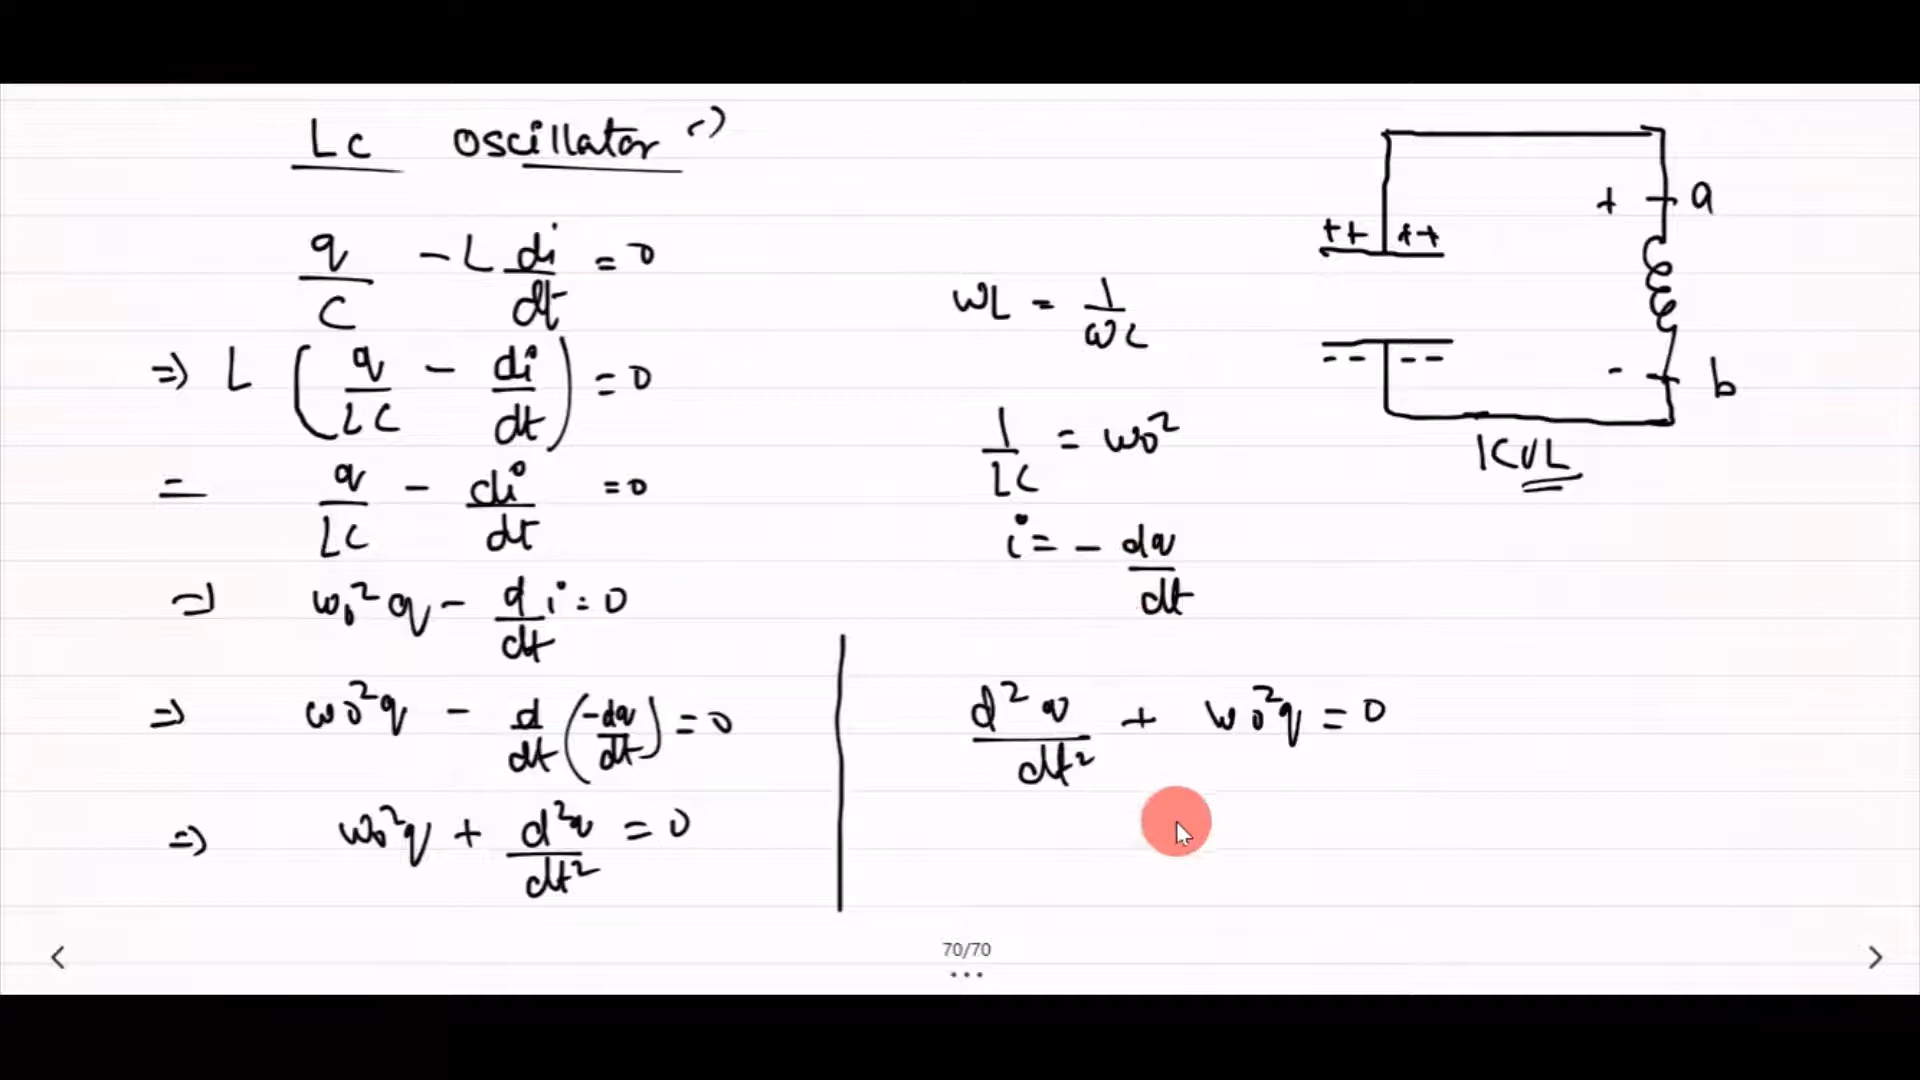 Lc oscillator :)
q/C - L di/dt = 0
=> L (q/LC - di/dt) = 0
= q/LC - di/dt = 0
=> ω₀²q - d/dt i = 0
=> ω₀²q - d/dt (-dq/dt) = 0
=> ω₀²q + d²q/dt² = 0
ωL = 1/ωC
1/LC = ω₀²
i = - dq/dt
d²q/dt² + ω₀²q = 0
++ ++
-- --
+ a
- b
KVL
70/70